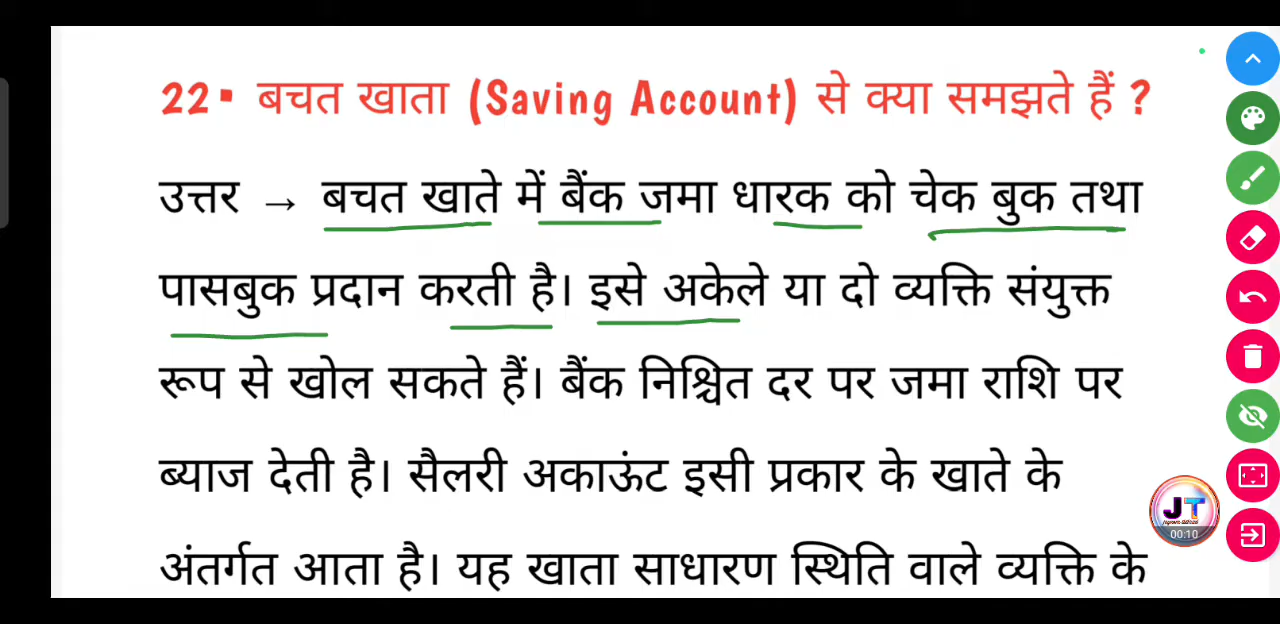 22▪ बचत खाता (Saving Account) से क्या समझते हैं ?
उत्तर → बचत खाते में बैंक जमा धारक को चेक बुक तथा
पासबुक प्रदान करती है। इसे अकेले या दो व्यक्ति संयुक्त
रूप से खोल सकते हैं। बैंक निश्चित दर पर जमा राशि पर
ब्याज देती है। सैलरी अकाऊंट इसी प्रकार के खाते के
अंतर्गत आता है। यह खाता साधारण स्थिति वाले व्यक्ति के
JT
00:10